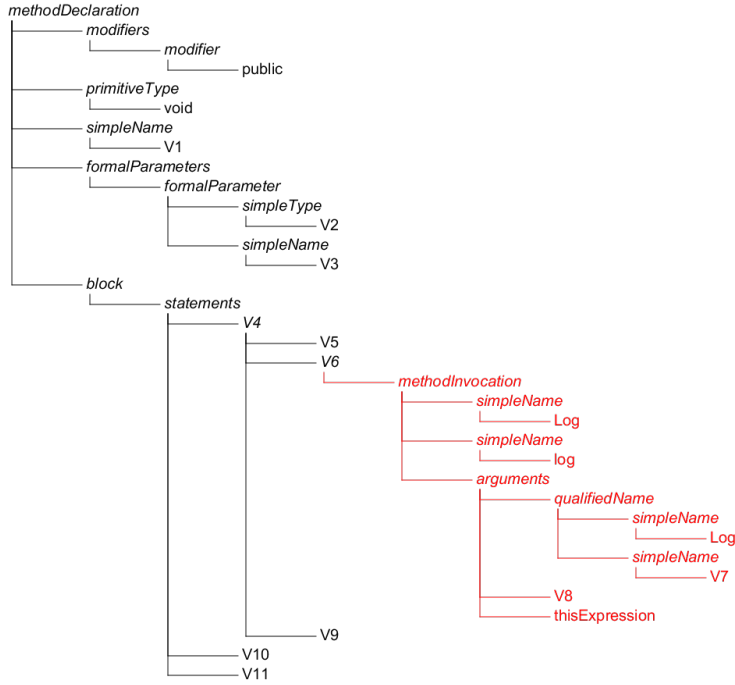 methodDeclaration
modifiers
modifier
public
primitiveType
void
simpleName
V1
formalParameters
formalParameter
simpleType
V2
simpleName
V3
block
statements
V4
V5
V6
methodInvocation
simpleName
Log
simpleName
log
arguments
qualifiedName
simpleName
Log
simpleName
V7
V8
thisExpression
V9
V10
V11